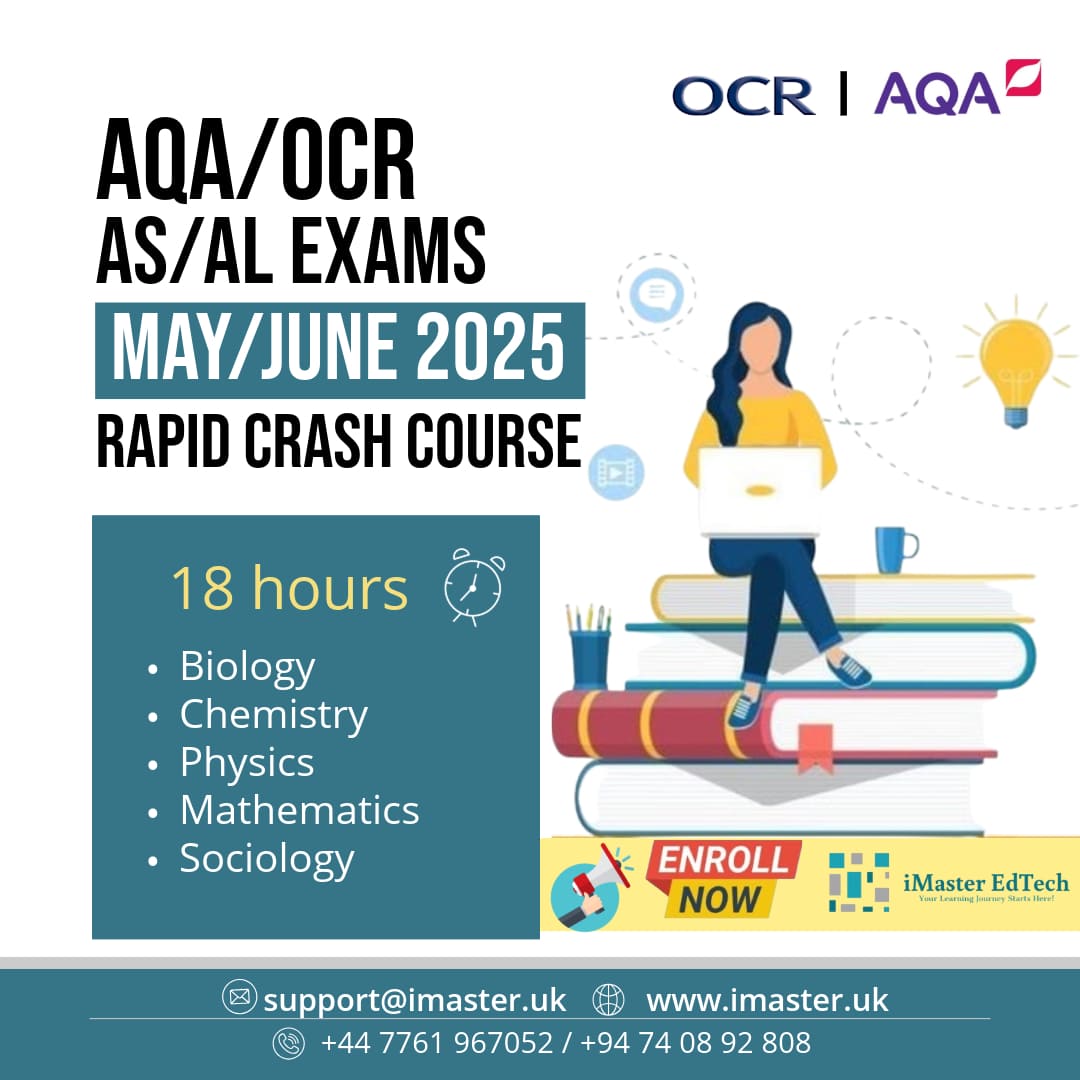 OCR | AQA
AQA/OCR
AS/AL EXAMS
MAY/JUNE 2025
RAPID CRASH COURSE
18 hours
• Biology
• Chemistry
• Physics
• Mathematics
• Sociology
ENROLL
NOW
iMaster EdTech
Your Learning Journey Starts Here!
support@imaster.uk www.imaster.uk
+44 7761 967052 / +94 74 08 92 808